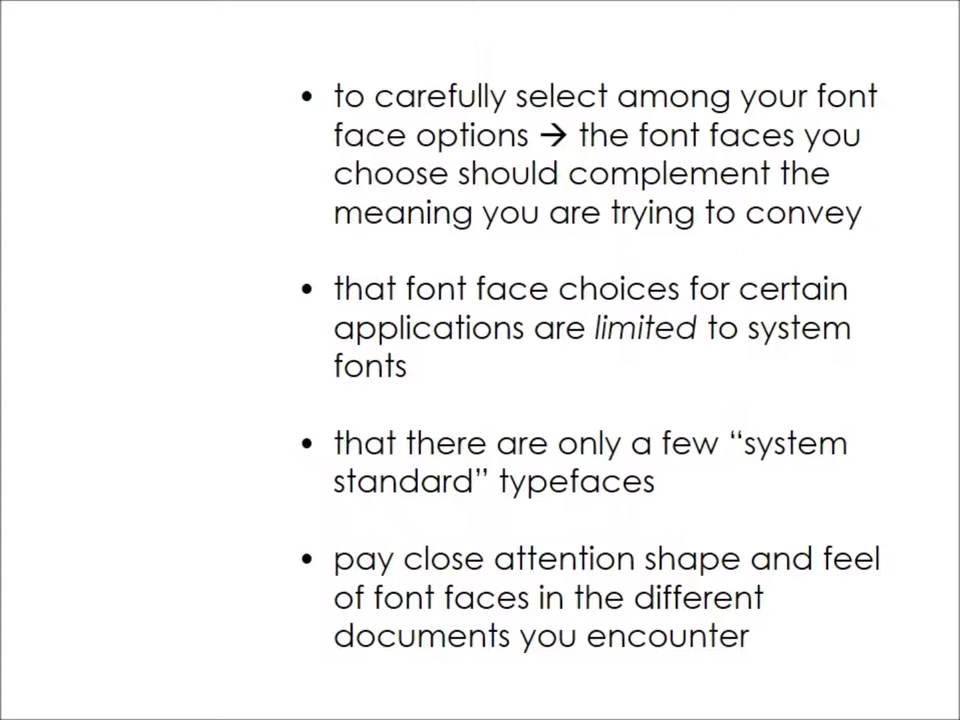 • to carefully select among your font
face options → the font faces you
choose should complement the
meaning you are trying to convey
• that font face choices for certain
applications are limited to system
fonts
• that there are only a few “system
standard” typefaces
• pay close attention shape and feel
of font faces in the different
documents you encounter